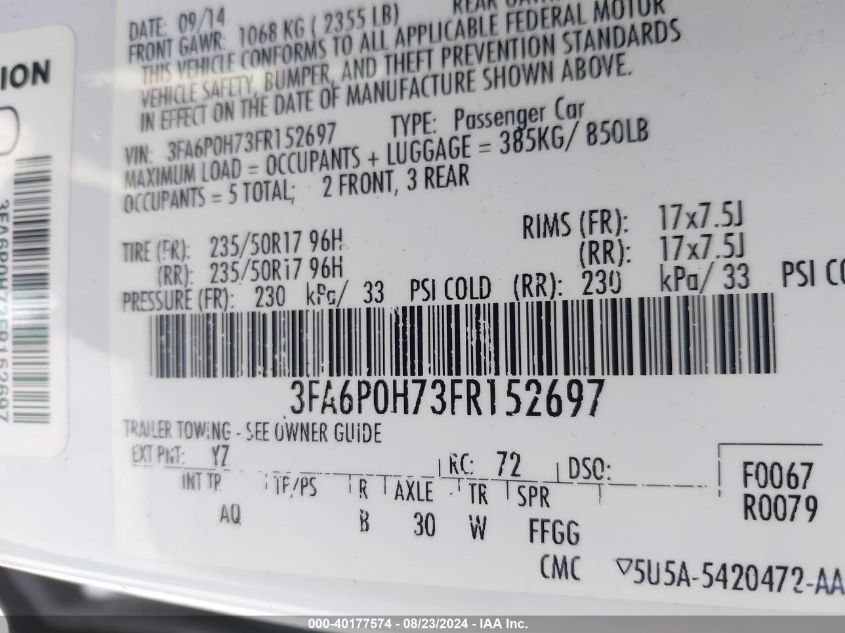 DATE: 09/14
FRONT GAWR: 1068 KG ( 2355 LB)
THIS VEHICLE CONFORMS TO ALL APPLICABLE FEDERAL MOTOR
VEHICLE SAFETY, BUMPER, AND THEFT PREVENTION STANDARDS
IN EFFECT ON THE DATE OF MANUFACTURE SHOWN ABOVE.
VIN: 3FA6P0H73FR152697 TYPE: Passenger Car
MAXIMUM LOAD = OCCUPANTS + LUGGAGE = 385KG/ 850LB
OCCUPANTS = 5 TOTAL; 2 FRONT, 3 REAR
TIRE (FR): 235/50R17 96H RIMS (FR): 17x7.5J
(RR): 235/50R17 96H (RR): 17x7.5J
PRESSURE (FR): 230 kPa/ 33 PSI COLD (RR): 230 kPa/ 33 PSI CO
3FA6P0H73FR152697
TRAILER TOWING - SEE OWNER GUIDE
EXT PNT: YZ RC: 72 DSO: F0067
INT TR TP/PS R AXLE TR SPR R0079
AQ B 30 W FFGG
CMC ▽5U5A-5420472-AA
ION
3FA6P0H73FR152697
000-40177574 - 08/23/2024 - IAA Inc.